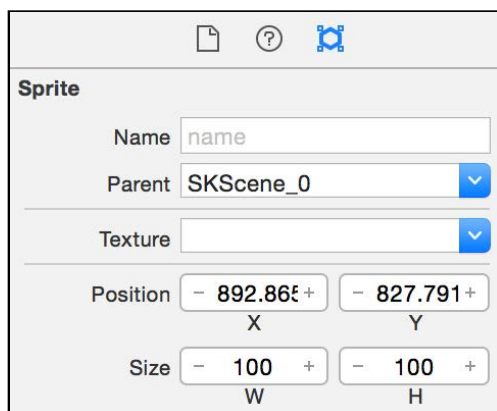 Sprite
Name name
Parent SKScene_0
Texture
Position - 892.865 + - 827.791 +
X Y
Size - 100 + - 100 +
W H